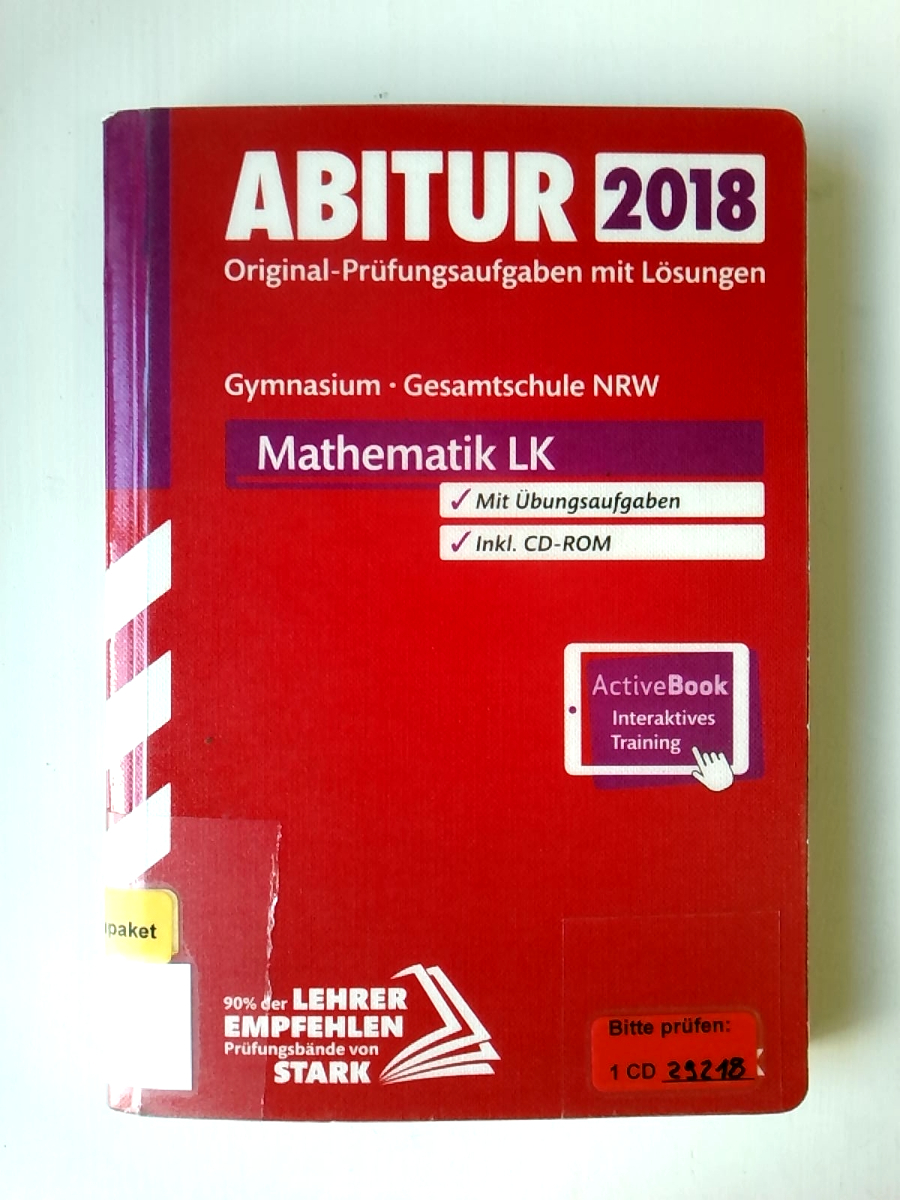 ABITUR 2018
Original-Prüfungsaufgaben mit Lösungen
Gymnasium · Gesamtschule NRW
Mathematik LK
✓ Mit Übungsaufgaben
✓ Inkl. CD-ROM
ActiveBook
Interaktives
Training
paket
90% der LEHRER
EMPFEHLEN
Prüfungsbände von
STARK
Bitte prüfen:
1 CD 29218